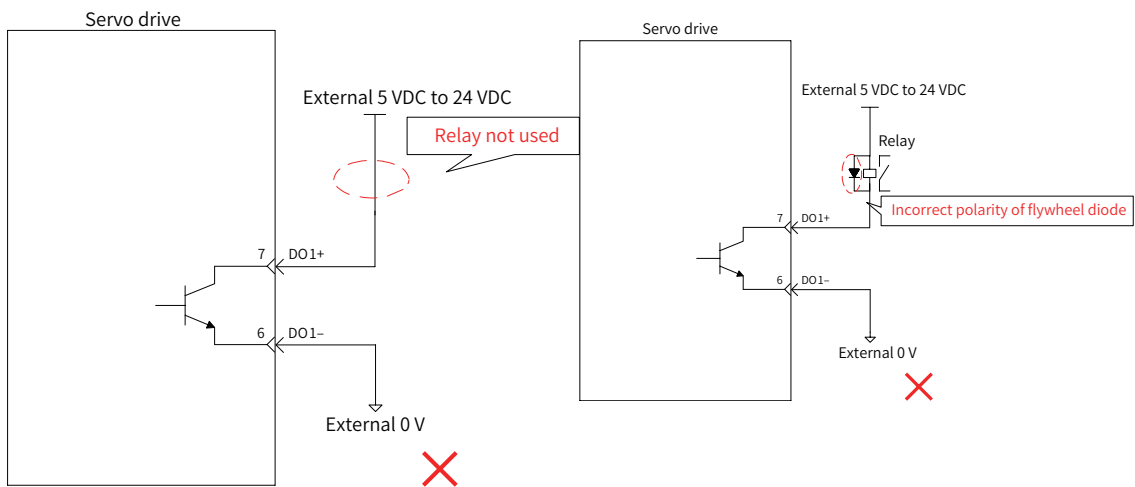 Servo drive
External 5 VDC to 24 VDC
Relay not used
7
DO1+
6
DO1–
External 0 V
Servo drive
External 5 VDC to 24 VDC
Relay
Incorrect polarity of flywheel diode
7
DO1+
6
DO1–
External 0 V